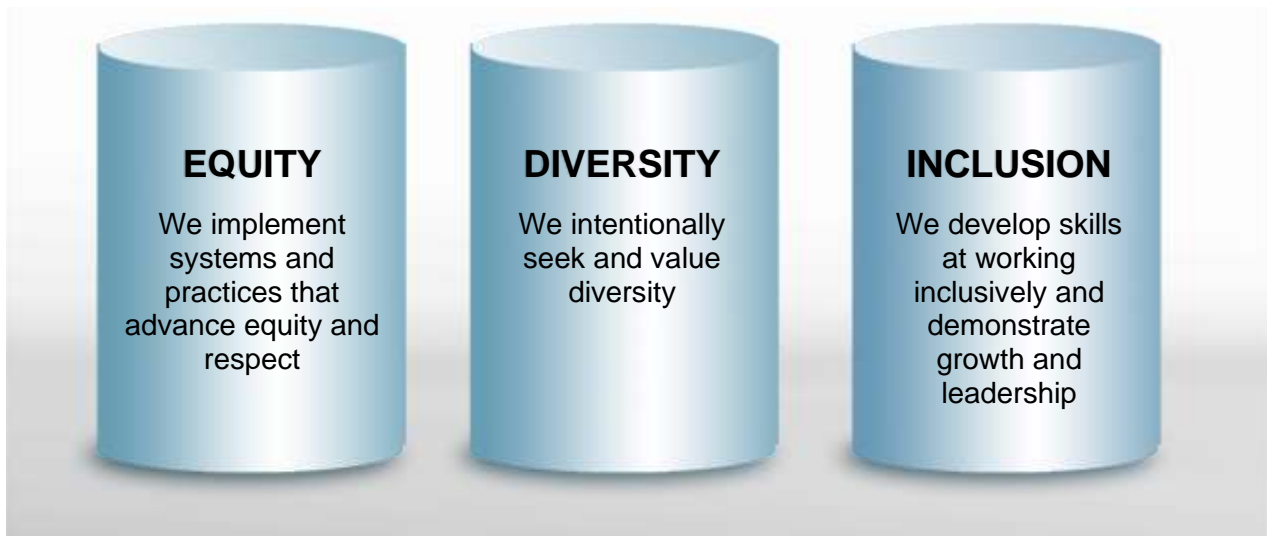 EQUITY
We implement
systems and
practices that
advance equity and
respect
DIVERSITY
We intentionally
seek and value
diversity
INCLUSION
We develop skills
at working
inclusively and
demonstrate
growth and
leadership